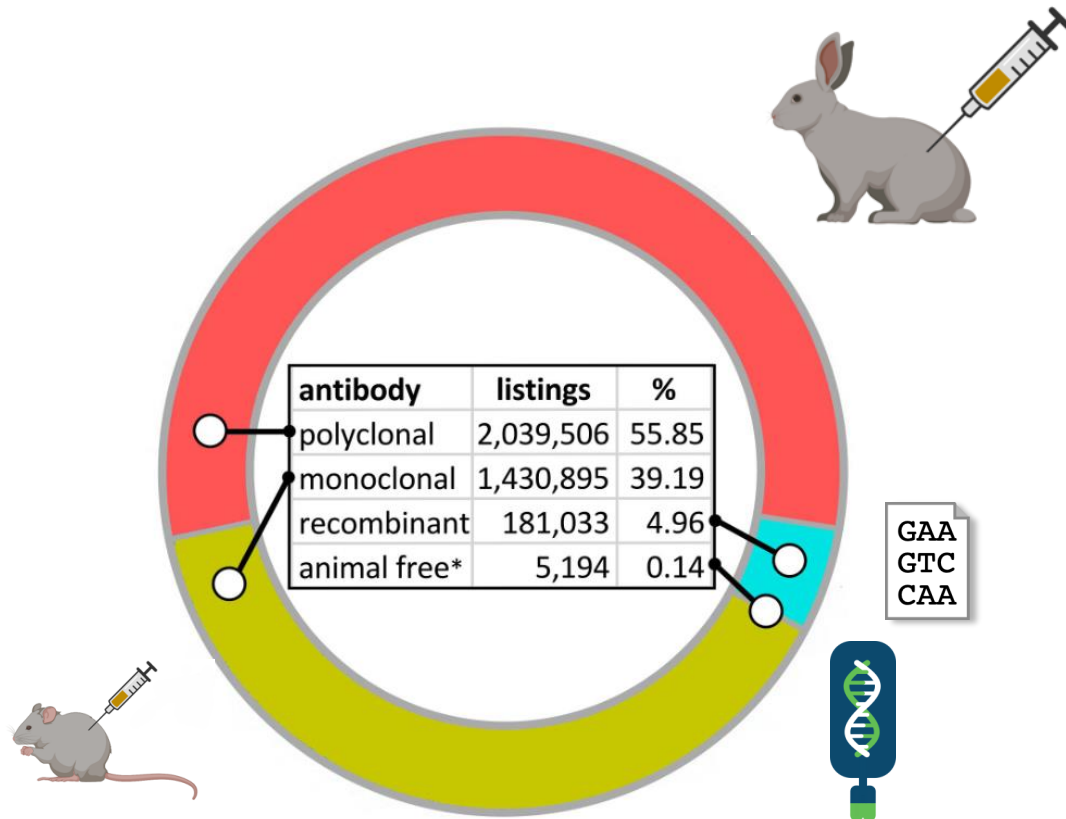 antibody listings %
polyclonal 2,039,506 55.85
monoclonal 1,430,895 39.19
recombinant 181,033 4.96
animal free* 5,194 0.14
GAA
GTC
CAA